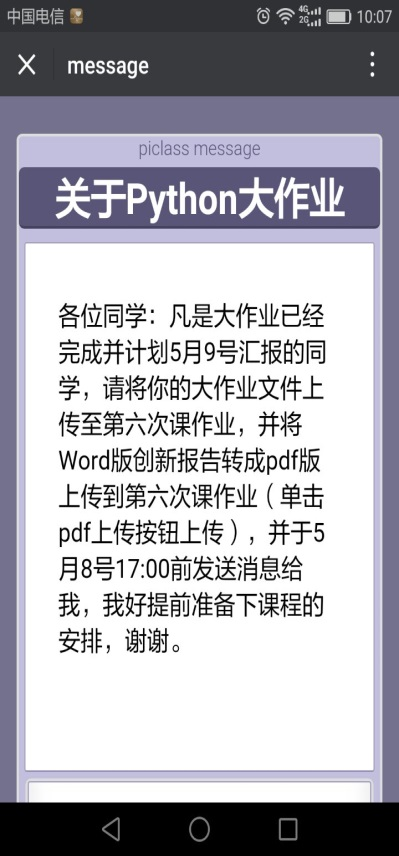 中国电信 4G 2G 10:07
message
piclass message
关于Python大作业
各位同学：凡是大作业已经
完成并计划5月9号汇报的同
学，请将你的大作业文件上
传至第六次课作业，并将
Word版创新报告转成pdf版
上传到第六次课作业（单击
pdf上传按钮上传），并于5
月8号17:00前发送消息给
我，我好提前准备下课程的
安排，谢谢。